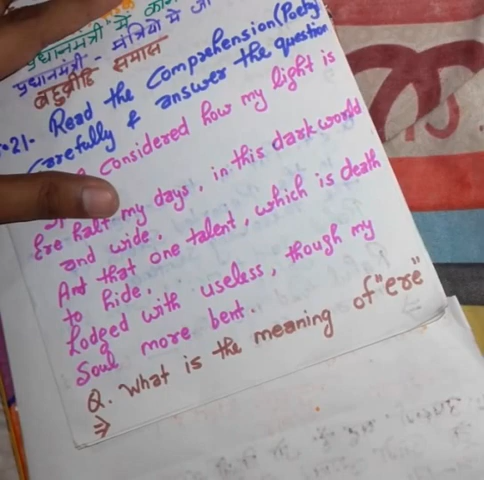 प्रधानमंत्री में
प्रधानमंत्री - मंत्रियो में जो
बहुव्रीहि समास
21. Read the Comprehension (Poetry)
Carefully & answer the question
Considered how my light is
Ere half my days, in this dark world
and wide,
And that one talent, which is death
to hide,
Lodged with useless, though my
Soul more bent.
Q. What is the meaning of "ere"
⇒